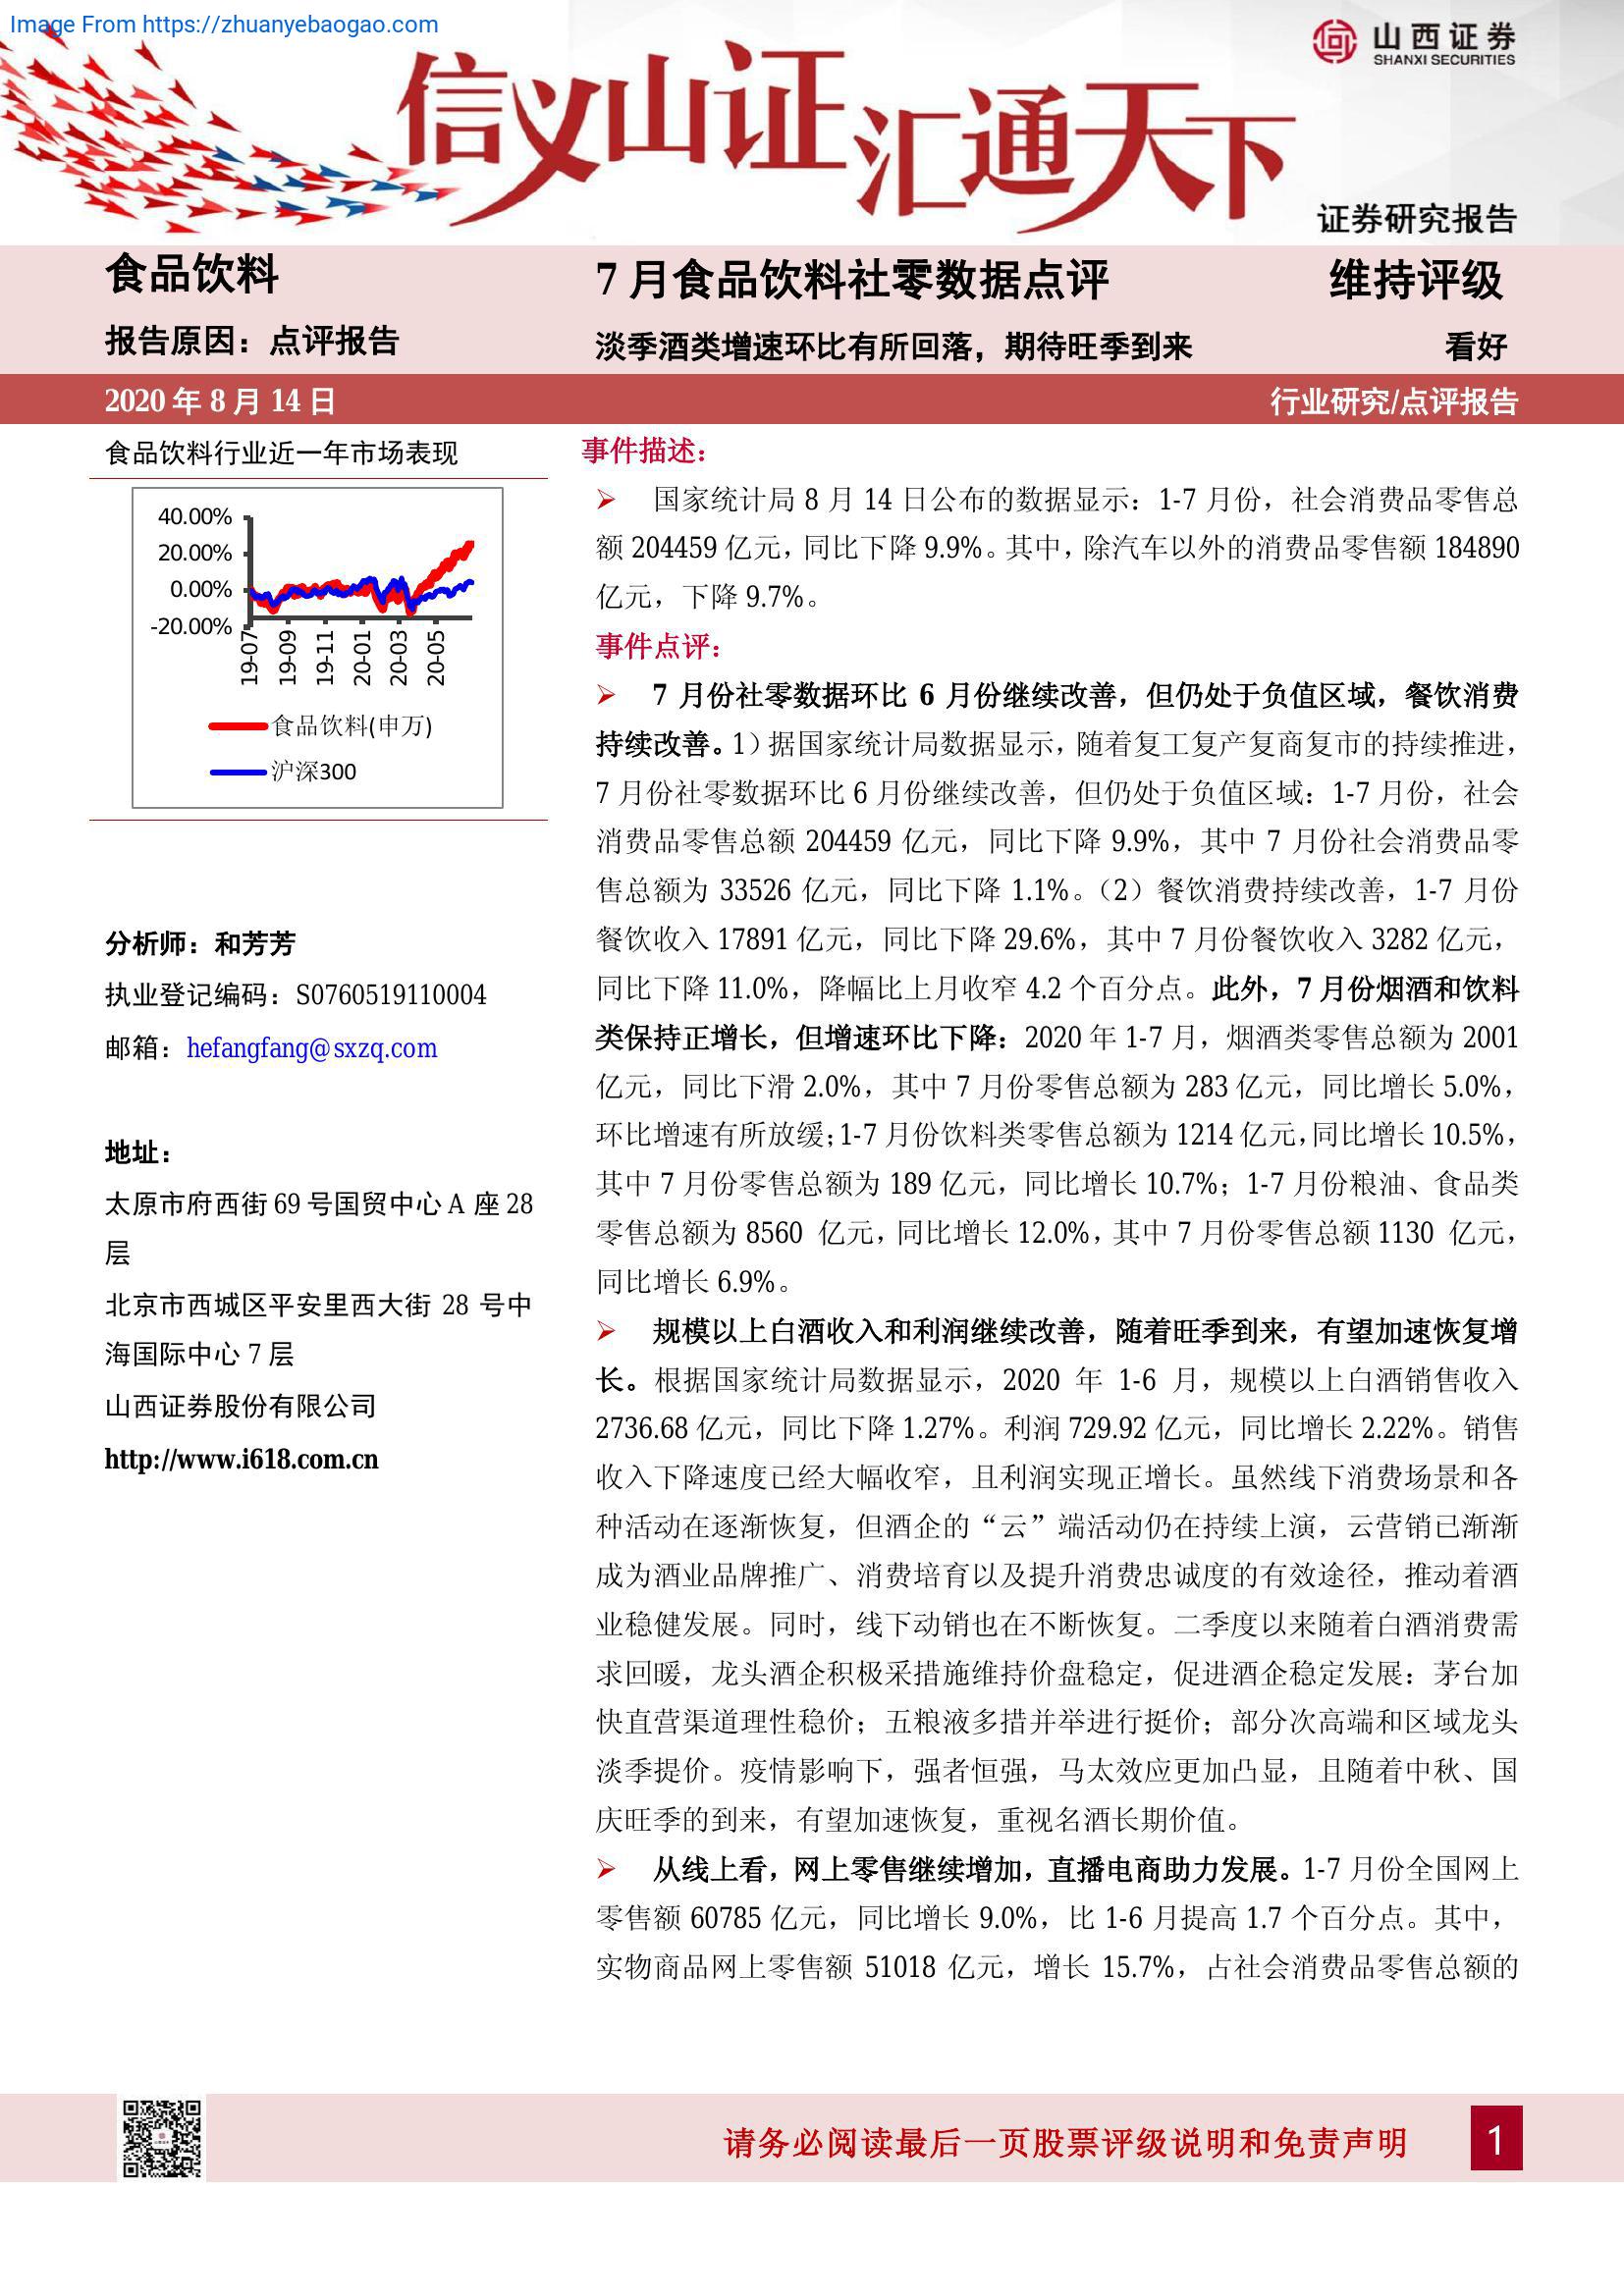 Image From https://zhuanyebaogao.com
山西证券
SHANXI SECURITIES
信义山证汇通天下
证券研究报告
食品饮料
7 月食品饮料社零数据点评
维持评级
报告原因：点评报告
淡季酒类增速环比有所回落，期待旺季到来
看好
2020 年 8 月 14 日
行业研究/点评报告
食品饮料行业近一年市场表现
40.00%
20.00%
0.00%
-20.00%
19-07
19-09
19-11
20-01
20-03
20-05
食品饮料(申万)
沪深300
分析师：和芳芳
执业登记编码：S0760519110004
邮箱：hefangfang@sxzq.com
地址：
太原市府西街 69 号国贸中心 A 座 28
层
北京市西城区平安里西大街 28 号中
海国际中心 7 层
山西证券股份有限公司
http://www.i618.com.cn
事件描述：
国家统计局 8 月 14 日公布的数据显示：1-7 月份，社会消费品零售总
额 204459 亿元，同比下降 9.9%。其中，除汽车以外的消费品零售额 184890
亿元，下降 9.7%。
事件点评：
7 月份社零数据环比 6 月份继续改善，但仍处于负值区域，餐饮消费
持续改善。1）据国家统计局数据显示，随着复工复产复商复市的持续推进，
7 月份社零数据环比 6 月份继续改善，但仍处于负值区域：1-7 月份，社会
消费品零售总额 204459 亿元，同比下降 9.9%，其中 7 月份社会消费品零
售总额为 33526 亿元，同比下降 1.1%。（2）餐饮消费持续改善，1-7 月份
餐饮收入 17891 亿元，同比下降 29.6%，其中 7 月份餐饮收入 3282 亿元，
同比下降 11.0%，降幅比上月收窄 4.2 个百分点。此外，7 月份烟酒和饮料
类保持正增长，但增速环比下降：2020 年 1-7 月，烟酒类零售总额为 2001
亿元，同比下滑 2.0%，其中 7 月份零售总额为 283 亿元，同比增长 5.0%，
环比增速有所放缓；1-7 月份饮料类零售总额为 1214 亿元，同比增长 10.5%，
其中 7 月份零售总额为 189 亿元，同比增长 10.7%；1-7 月份粮油、食品类
零售总额为 8560 亿元，同比增长 12.0%，其中 7 月份零售总额 1130 亿元，
同比增长 6.9%。
规模以上白酒收入和利润继续改善，随着旺季到来，有望加速恢复增
长。根据国家统计局数据显示，2020 年 1-6 月，规模以上白酒销售收入
2736.68 亿元，同比下降 1.27%。利润 729.92 亿元，同比增长 2.22%。销售
收入下降速度已经大幅收窄，且利润实现正增长。虽然线下消费场景和各
种活动在逐渐恢复，但酒企的“云”端活动仍在持续上演，云营销已渐渐
成为酒业品牌推广、消费培育以及提升消费忠诚度的有效途径，推动着酒
业稳健发展。同时，线下动销也在不断恢复。二季度以来随着白酒消费需
求回暖，龙头酒企积极采措施维持价盘稳定，促进酒企稳定发展：茅台加
快直营渠道理性稳价；五粮液多措并举进行挺价；部分次高端和区域龙头
淡季提价。疫情影响下，强者恒强，马太效应更加凸显，且随着中秋、国
庆旺季的到来，有望加速恢复，重视名酒长期价值。
从线上看，网上零售继续增加，直播电商助力发展。1-7 月份全国网上
零售额 60785 亿元，同比增长 9.0%，比 1-6 月提高 1.7 个百分点。其中，
实物商品网上零售额 51018 亿元，增长 15.7%，占社会消费品零售总额的
请务必阅读最后一页股票评级说明和免责声明
1